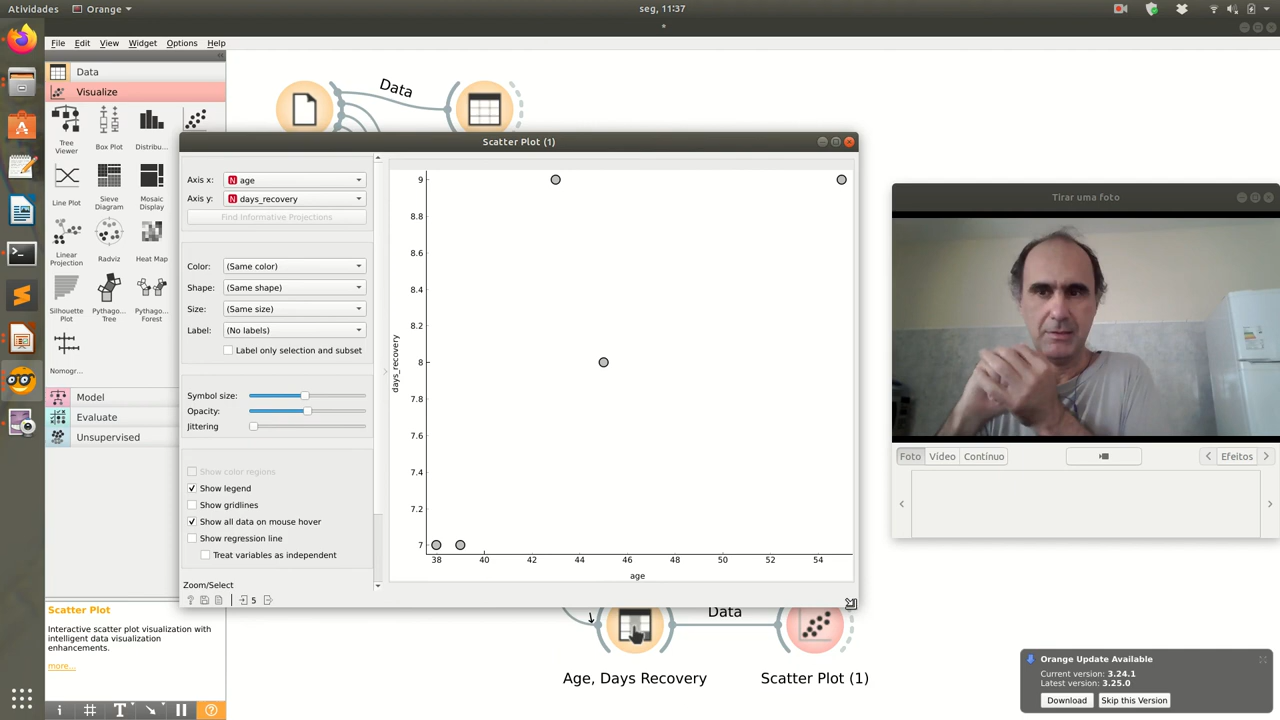 Atividades
Orange
seg, 11:37
File Edit View Widget Options Help
Data
Visualize
Tree Viewer
Box Plot
Distribu...
Line Plot
Sieve Diagram
Mosaic Display
Linear Projection
Radviz
Heat Map
Silhouette Plot
Pythago... Tree
Pythago... Forest
Nomogr...
Model
Evaluate
Unsupervised
Scatter Plot
Interactive scatter plot visualization with
intelligent data visualization
enhancements.
more...
Data
Scatter Plot (1)
Axis x: N age
Axis y: N days_recovery
Find Informative Projections
Color: (Same color)
Shape: (Same shape)
Size: (Same size)
Label: (No labels)
Label only selection and subset
Symbol size:
Opacity:
Jittering
Show color regions
Show legend
Show gridlines
Show all data on mouse hover
Show regression line
Treat variables as independent
Zoom/Select
5
days_recovery
9
8.8
8.6
8.4
8.2
8
7.8
7.6
7.4
7.2
7
38 40 42 44 46 48 50 52 54
age
Data
Age, Days Recovery
Scatter Plot (1)
Tirar uma foto
Foto Vídeo Contínuo
Efeitos
Orange Update Available
Current version: 3.24.1
Latest version: 3.25.0
Download Skip this Version